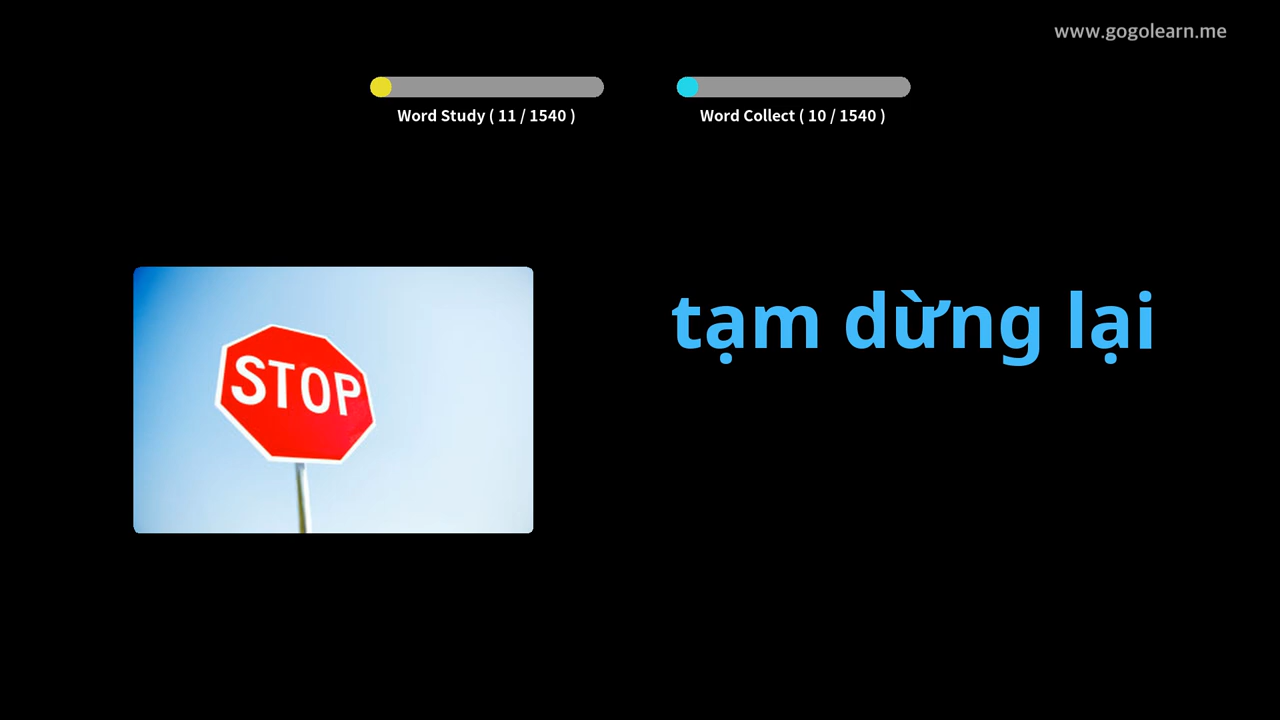 www.gogolearn.me
Word Study ( 11 / 1540 )
Word Collect ( 10 / 1540 )
tạm dừng lại
STOP